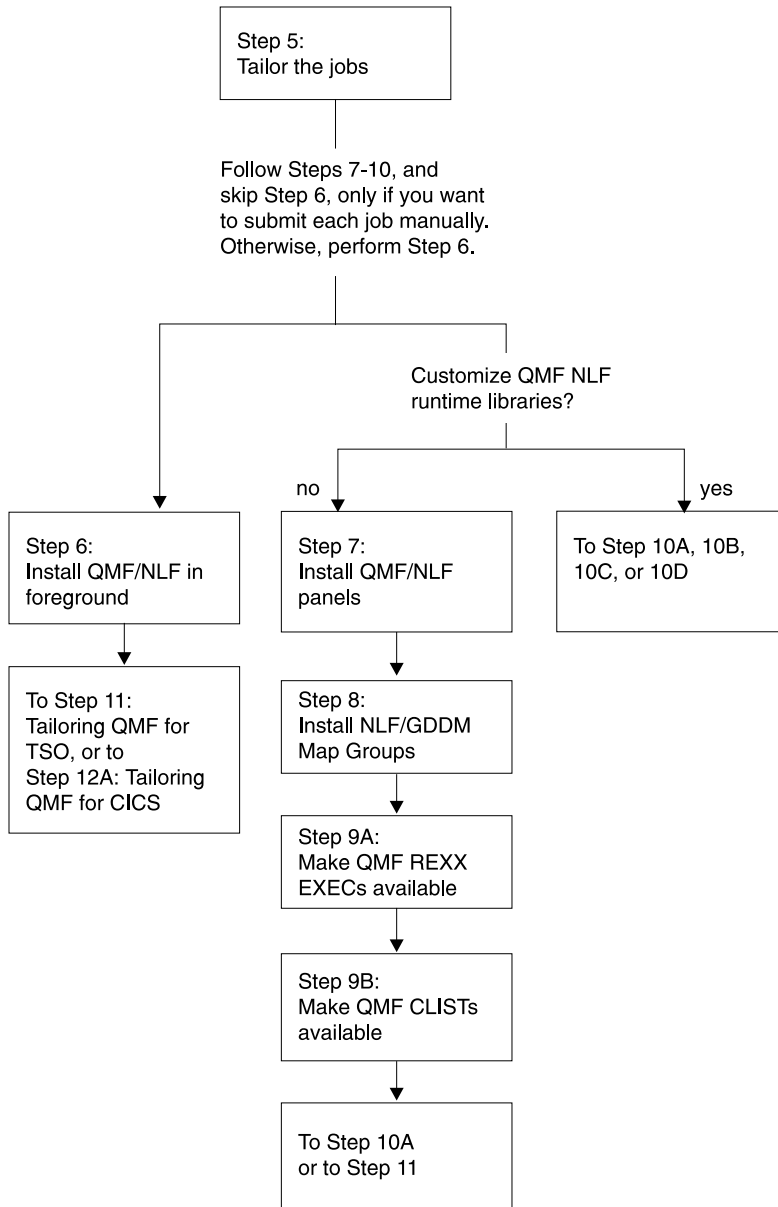 Step 5:
Tailor the jobs
Follow Steps 7-10, and
skip Step 6, only if you want
to submit each job manually.
Otherwise, perform Step 6.
Customize QMF NLF
runtime libraries?
no
yes
Step 6:
Install QMF/NLF in
foreground
Step 7:
Install QMF/NLF
panels
To Step 10A, 10B,
10C, or 10D
To Step 11:
Tailoring QMF for
TSO, or to
Step 12A: Tailoring
QMF for CICS
Step 8:
Install NLF/GDDM
Map Groups
Step 9A:
Make QMF REXX
EXECs available
Step 9B:
Make QMF CLISTs
available
To Step 10A
or to Step 11